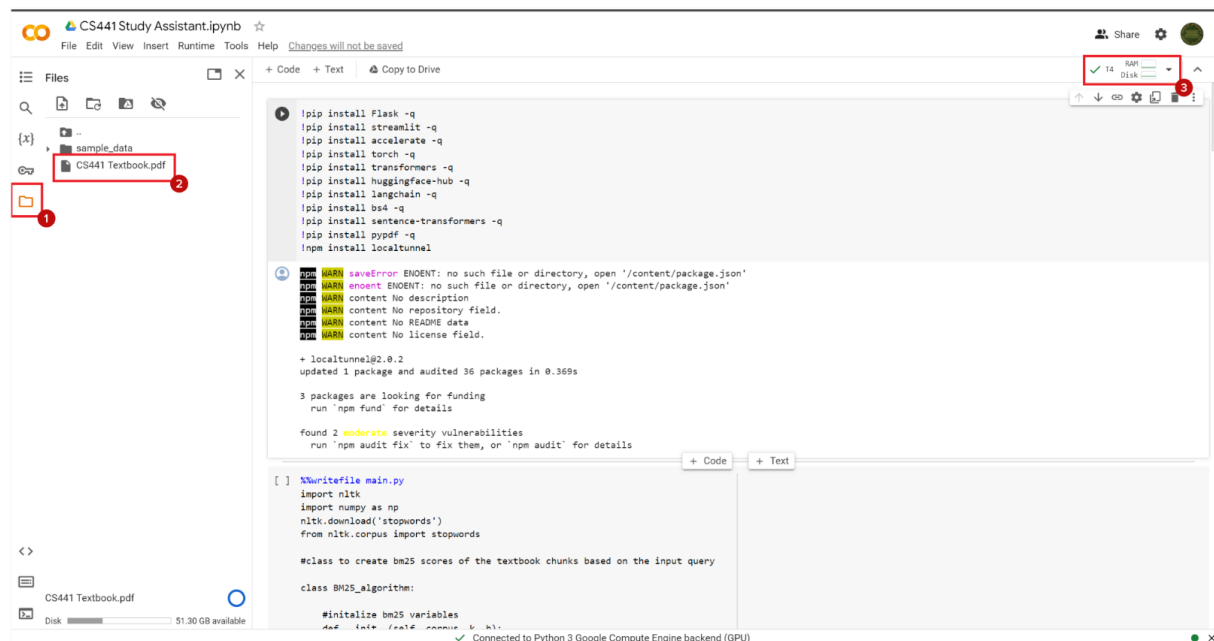 CS441 Study Assistant.ipynb
File Edit View Insert Runtime Tools Help Changes will not be saved
Share
Files
+ Code + Text Copy to Drive
T4 RAM Disk
3
..
sample_data
CS441 Textbook.pdf
2
{x}
1
!pip install Flask -q
!pip install streamlit -q
!pip install accelerate -q
!pip install torch -q
!pip install transformers -q
!pip install huggingface-hub -q
!pip install langchain -q
!pip install bs4 -q
!pip install sentence-transformers -q
!pip install pypdf -q
!npm install localtunnel
npm WARN saveError ENOENT: no such file or directory, open '/content/package.json'
npm WARN enoent ENOENT: no such file or directory, open '/content/package.json'
npm WARN content No description
npm WARN content No repository field.
npm WARN content No README data
npm WARN content No license field.
+ localtunnel@2.0.2
updated 1 package and audited 36 packages in 0.369s
3 packages are looking for funding
run `npm fund` for details
found 2 moderate severity vulnerabilities
run `npm audit fix` to fix them, or `npm audit` for details
+ Code + Text
[ ] %%writefile main.py
import nltk
import numpy as np
nltk.download('stopwords')
from nltk.corpus import stopwords
#class to create bm25 scores of the textbook chunks based on the input query
class BM25_algorithm:
#initalize bm25 variables
def __init__(self, corpus, k, b):
CS441 Textbook.pdf
Disk 51.30 GB available
Connected to Python 3 Google Compute Engine backend (GPU)